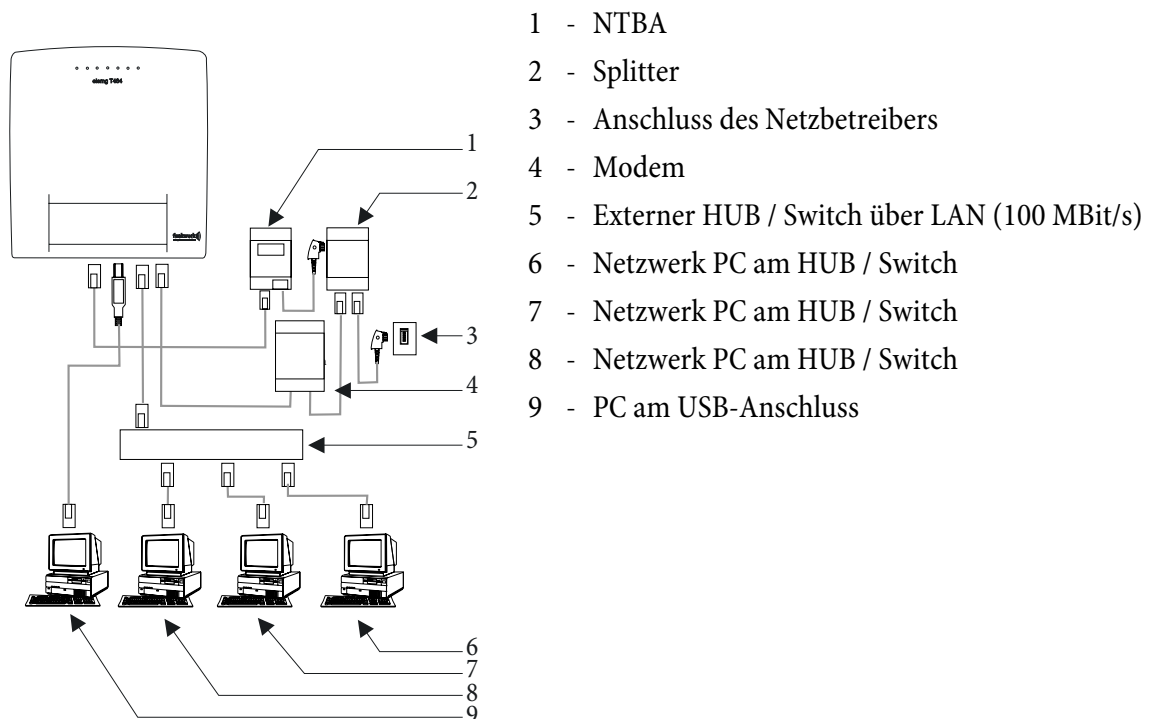 elmeg T484
funkwerk
1
2
3
4
5
6
7
8
9
1 - NTBA
2 - Splitter
3 - Anschluss des Netzbetreibers
4 - Modem
5 - Externer HUB / Switch über LAN (100 MBit/s)
6 - Netzwerk PC am HUB / Switch
7 - Netzwerk PC am HUB / Switch
8 - Netzwerk PC am HUB / Switch
9 - PC am USB-Anschluss